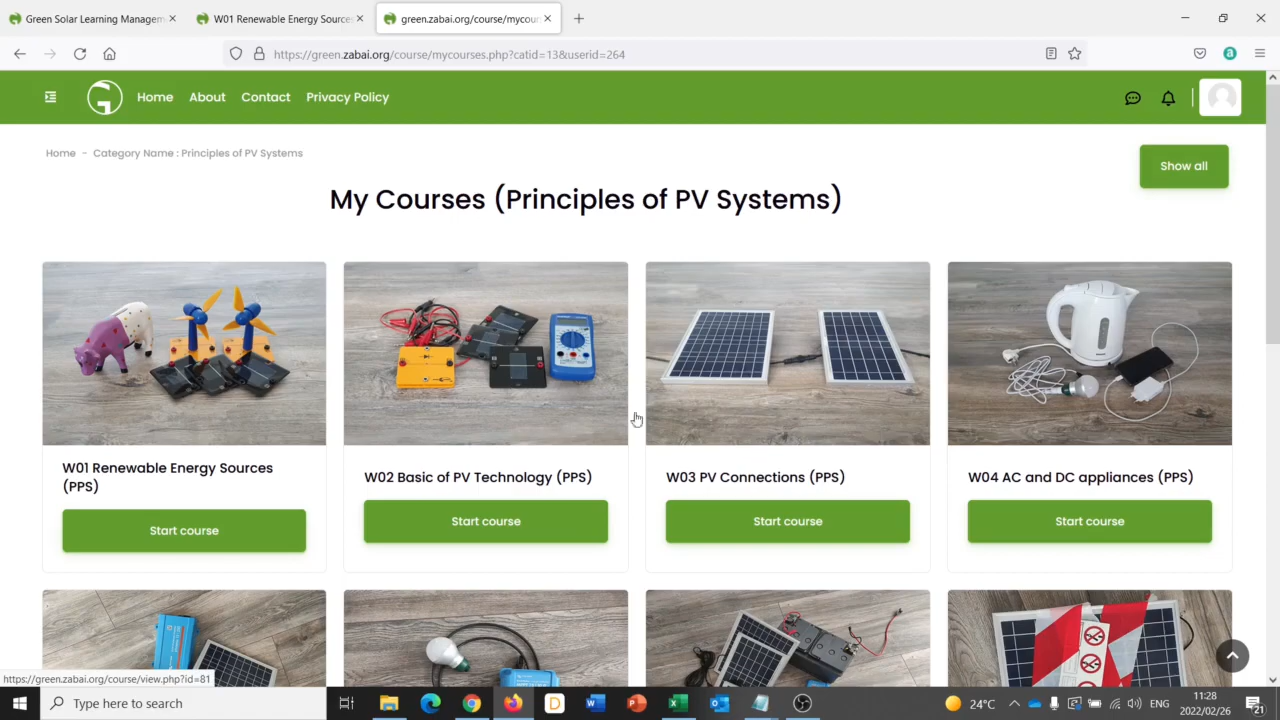 Green Solar Learning Managem
W01 Renewable Energy Sources
green.zabai.org/course/mycour
https://green.zabai.org/course/mycourses.php?catid=13&userid=264
Home
About
Contact
Privacy Policy
Home - Category Name : Principles of PV Systems
Show all
My Courses (Principles of PV Systems)
W01 Renewable Energy Sources
(PPS)
Start course
W02 Basic of PV Technology (PPS)
Start course
W03 PV Connections (PPS)
Start course
W04 AC and DC appliances (PPS)
Start course
https://green.zabai.org/course/view.php?id=81
Type here to search
24°C
ENG
11:28
2022/02/26
21